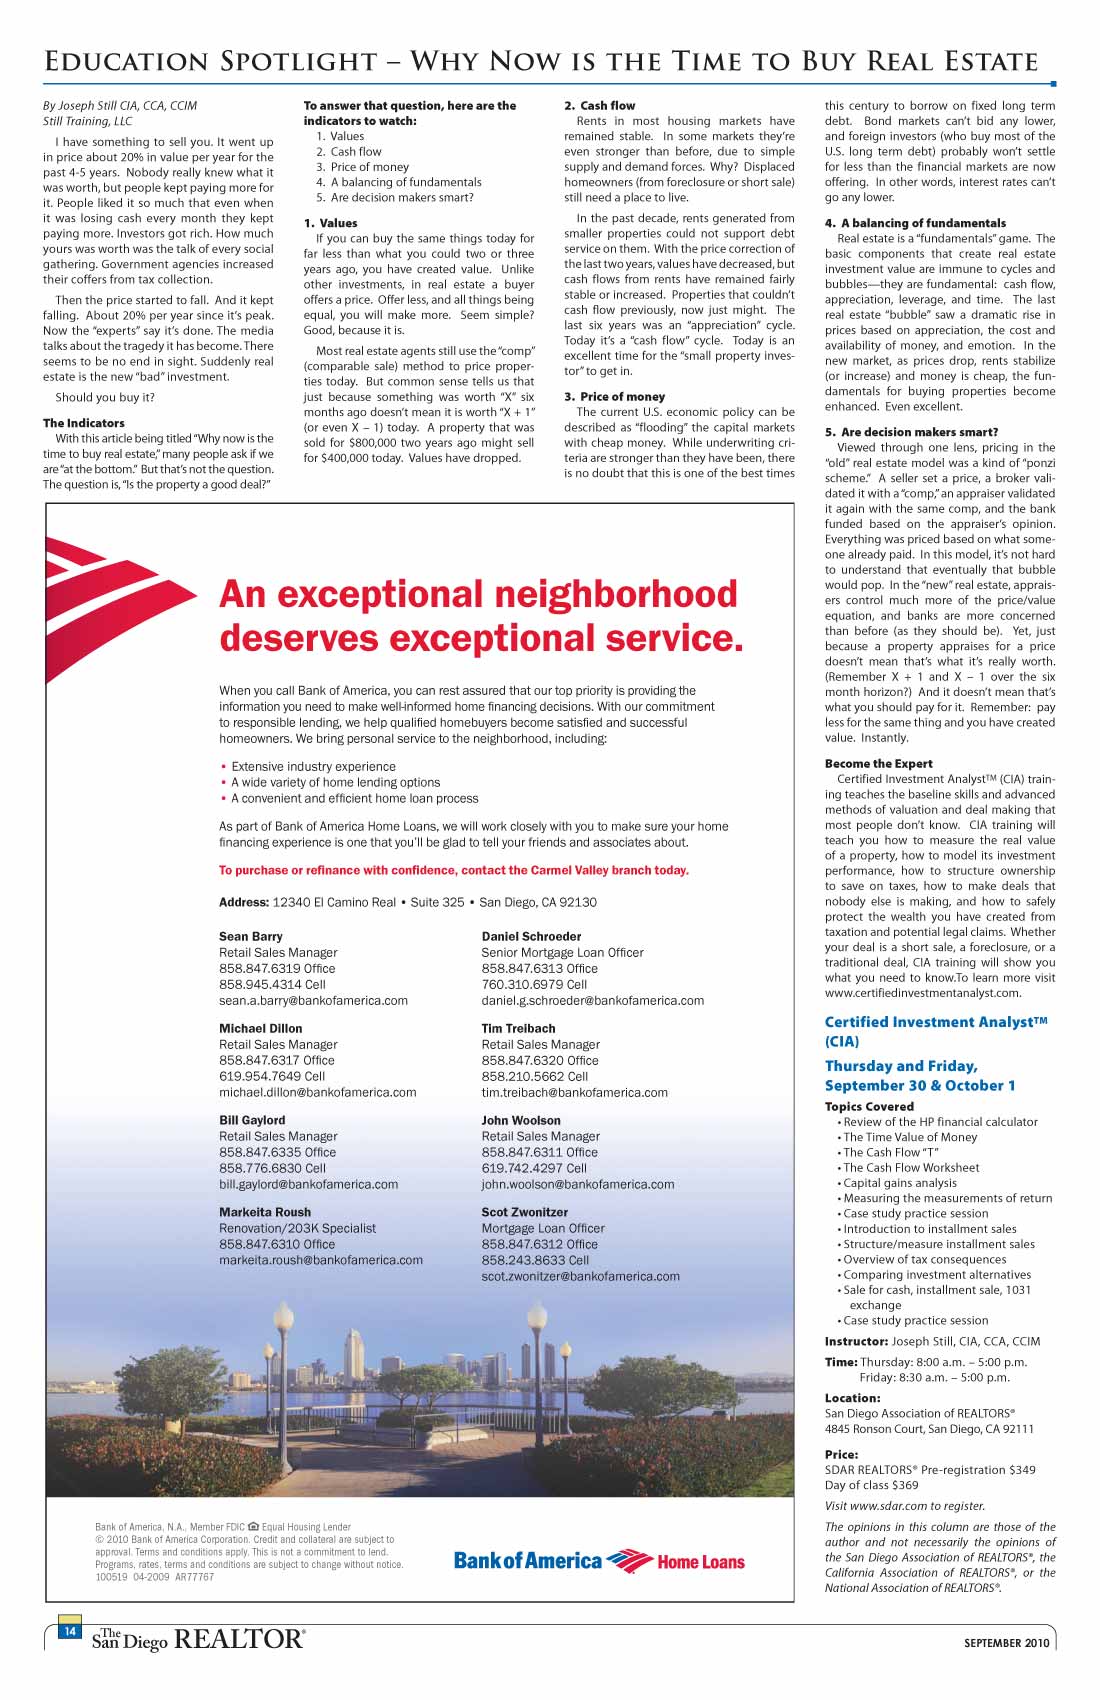 Education Spotlight – Why Now is the Time to Buy Real Estate
By Joseph Still CIA, CCA, CCIM
Still Training, LLC
I have something to sell you. It went up
in price about 20% in value per year for the
past 4-5 years. Nobody really knew what it
was worth, but people kept paying more for
it. People liked it so much that even when
it was losing cash every month they kept
paying more. Investors got rich. How much
yours was worth was the talk of every social
gathering. Government agencies increased
their coffers from tax collection.
Then the price started to fall. And it kept
falling. About 20% per year since it's peak.
Now the "experts" say it's done. The media
talks about the tragedy it has become. There
seems to be no end in sight. Suddenly real
estate is the new "bad" investment.
Should you buy it?
The Indicators
With this article being titled "Why now is the
time to buy real estate," many people ask if we
are "at the bottom." But that's not the question.
The question is, "Is the property a good deal?"
To answer that question, here are the
indicators to watch:
1. Values
2. Cash flow
3. Price of money
4. A balancing of fundamentals
5. Are decision makers smart?
1. Values
If you can buy the same things today for
far less than what you could two or three
years ago, you have created value. Unlike
other investments, in real estate a buyer
offers a price. Offer less, and all things being
equal, you will make more. Seem simple?
Good, because it is.
Most real estate agents still use the "comp"
(comparable sale) method to price proper-
ties today. But common sense tells us that
just because something was worth "X" six
months ago doesn't mean it is worth "X + 1"
(or even X – 1) today. A property that was
sold for $800,000 two years ago might sell
for $400,000 today. Values have dropped.
2. Cash flow
Rents in most housing markets have
remained stable. In some markets they're
even stronger than before, due to simple
supply and demand forces. Why? Displaced
homeowners (from foreclosure or short sale)
still need a place to live.
In the past decade, rents generated from
smaller properties could not support debt
service on them. With the price correction of
the last two years, values have decreased, but
cash flows from rents have remained fairly
stable or increased. Properties that couldn't
cash flow previously, now just might. The
last six years was an "appreciation" cycle.
Today it's a "cash flow" cycle. Today is an
excellent time for the "small property inves-
tor" to get in.
3. Price of money
The current U.S. economic policy can be
described as "flooding" the capital markets
with cheap money. While underwriting cri-
teria are stronger than they have been, there
is no doubt that this is one of the best times
this century to borrow on fixed long term
debt. Bond markets can't bid any lower,
and foreign investors (who buy most of the
U.S. long term debt) probably won't settle
for less than the financial markets are now
offering. In other words, interest rates can't
go any lower.
4. A balancing of fundamentals
Real estate is a "fundamentals" game. The
basic components that create real estate
investment value are immune to cycles and
bubbles—they are fundamental: cash flow,
appreciation, leverage, and time. The last
real estate "bubble" saw a dramatic rise in
prices based on appreciation, the cost and
availability of money, and emotion. In the
new market, as prices drop, rents stabilize
(or increase) and money is cheap, the fun-
damentals for buying properties become
enhanced. Even excellent.
5. Are decision makers smart?
Viewed through one lens, pricing in the
"old" real estate model was a kind of "ponzi
scheme." A seller set a price, a broker vali-
dated it with a "comp," an appraiser validated
it again with the same comp, and the bank
funded based on the appraiser's opinion.
Everything was priced based on what some-
one already paid. In this model, it's not hard
to understand that eventually that bubble
would pop. In the "new" real estate, apprais-
ers control much more of the price/value
equation, and banks are more concerned
than before (as they should be). Yet, just
because a property appraises for a price
doesn't mean that's what it's really worth.
(Remember X + 1 and X – 1 over the six
month horizon?) And it doesn't mean that's
what you should pay for it. Remember: pay
less for the same thing and you have created
value. Instantly.
Become the Expert
Certified Investment Analyst™ (CIA) train-
ing teaches the baseline skills and advanced
methods of valuation and deal making that
most people don't know. CIA training will
teach you how to measure the real value
of a property, how to model its investment
performance, how to structure ownership
to save on taxes, how to make deals that
nobody else is making, and how to safely
protect the wealth you have created from
taxation and potential legal claims. Whether
your deal is a short sale, a foreclosure, or a
traditional deal, CIA training will show you
what you need to know.To learn more visit
www.certifiedinvestmentanalyst.com.
Certified Investment Analyst™
(CIA)
Thursday and Friday,
September 30 & October 1
Topics Covered
• Review of the HP financial calculator
• The Time Value of Money
• The Cash Flow "T"
• The Cash Flow Worksheet
• Capital gains analysis
• Measuring the measurements of return
• Case study practice session
• Introduction to installment sales
• Structure/measure installment sales
• Overview of tax consequences
• Comparing investment alternatives
• Sale for cash, installment sale, 1031
exchange
• Case study practice session
Instructor: Joseph Still, CIA, CCA, CCIM
Time: Thursday: 8:00 a.m. – 5:00 p.m.
Friday: 8:30 a.m. – 5:00 p.m.
Location:
San Diego Association of REALTORS®
4845 Ronson Court, San Diego, CA 92111
Price:
SDAR REALTORS® Pre-registration $349
Day of class $369
Visit www.sdar.com to register.
The opinions in this column are those of the
author and not necessarily the opinions of
the San Diego Association of REALTORS®, the
California Association of REALTORS®, or the
National Association of REALTORS®.
An exceptional neighborhood
deserves exceptional service.
When you call Bank of America, you can rest assured that our top priority is providing the
information you need to make well-informed home financing decisions. With our commitment
to responsible lending, we help qualified homebuyers become satisfied and successful
homeowners. We bring personal service to the neighborhood, including:
• Extensive industry experience
• A wide variety of home lending options
• A convenient and efficient home loan process
As part of Bank of America Home Loans, we will work closely with you to make sure your home
financing experience is one that you'll be glad to tell your friends and associates about.
To purchase or refinance with confidence, contact the Carmel Valley branch today.
Address: 12340 El Camino Real • Suite 325 • San Diego, CA 92130
Sean Barry
Retail Sales Manager
858.847.6319 Office
858.945.4314 Cell
sean.a.barry@bankofamerica.com
Daniel Schroeder
Senior Mortgage Loan Officer
858.847.6313 Office
760.310.6979 Cell
daniel.g.schroeder@bankofamerica.com
Michael Dillon
Retail Sales Manager
858.847.6317 Office
619.954.7649 Cell
michael.dillon@bankofamerica.com
Tim Treibach
Retail Sales Manager
858.847.6320 Office
858.210.5662 Cell
tim.treibach@bankofamerica.com
Bill Gaylord
Retail Sales Manager
858.847.6335 Office
858.776.6830 Cell
bill.gaylord@bankofamerica.com
John Woolson
Retail Sales Manager
858.847.6311 Office
619.742.4297 Cell
john.woolson@bankofamerica.com
Markeita Roush
Renovation/203K Specialist
858.847.6310 Office
markeita.roush@bankofamerica.com
Scot Zwonitzer
Mortgage Loan Officer
858.847.6312 Office
858.243.8633 Cell
scot.zwonitzer@bankofamerica.com
Bank of America, N.A., Member FDIC Equal Housing Lender
© 2010 Bank of America Corporation. Credit and collateral are subject to
approval. Terms and conditions apply. This is not a commitment to lend.
Programs, rates, terms and conditions are subject to change without notice.
100519 04-2009 AR77767
Bank of America Home Loans
14
The San Diego REALTOR®
SEPTEMBER 2010